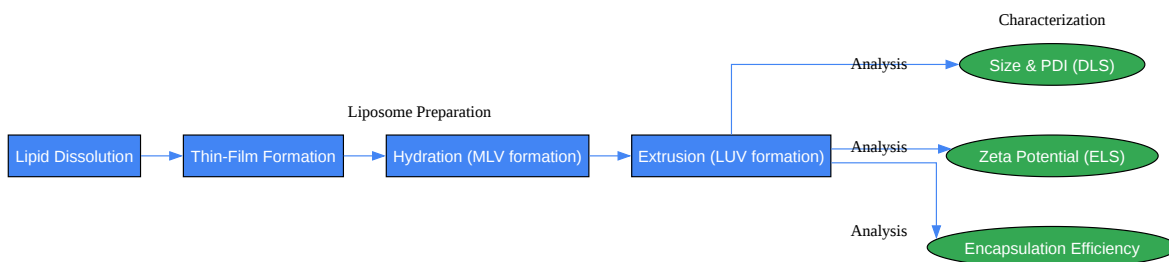 Characterization
Size & PDI (DLS)
Analysis
Liposome Preparation
Lipid Dissolution
Thin-Film Formation
Hydration (MLV formation)
Extrusion (LUV formation)
Analysis
Zeta Potential (ELS)
Analysis
Encapsulation Efficiency